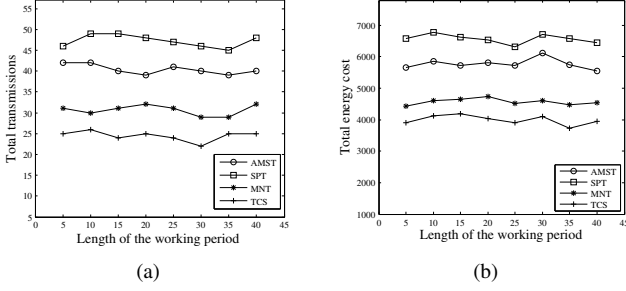 55
50
45
40
35
30
25
20
15
10
5
Total transmissions
0 5 10 15 20 25 30 35 40 45
Length of the working period
AMST
SPT
MNT
TCS
(a)
7800
7000
6000
5000
4000
3000
2000
1000
Total energy cost
0 5 10 15 20 25 30 35 40 45
Length of the working period
AMST
SPT
MNT
TCS
(b)